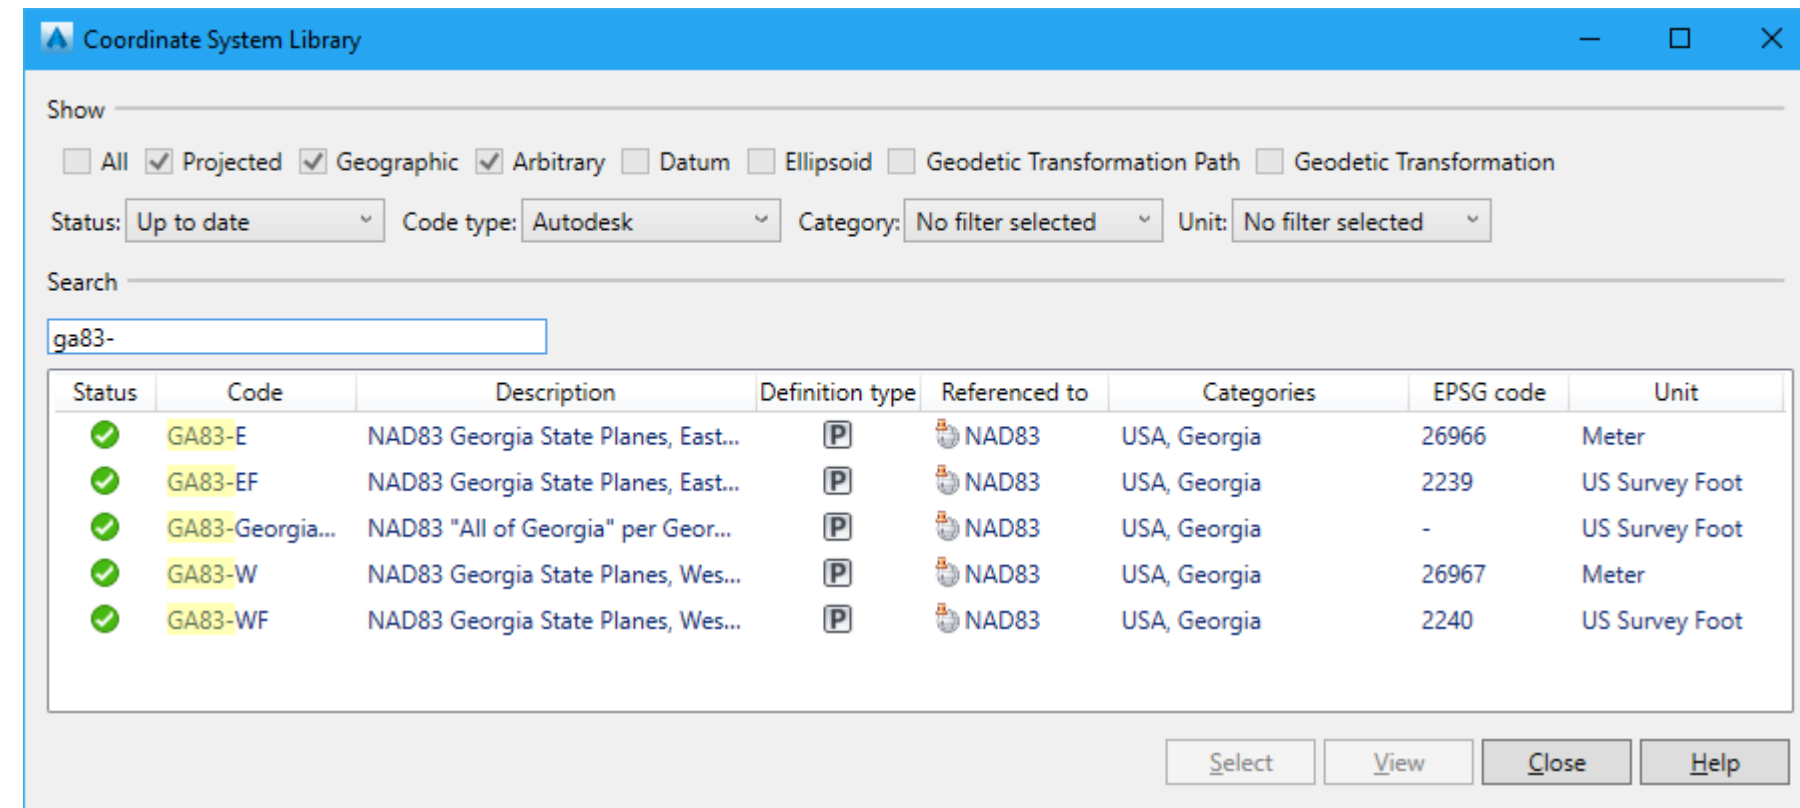 Coordinate System Library
Show
All Projected Geographic Arbitrary Datum Ellipsoid Geodetic Transformation Path Geodetic Transformation
Status: Up to date Code type: Autodesk Category: No filter selected Unit: No filter selected
Search
ga83-
Status Code Description Definition type Referenced to Categories EPSG code Unit
GA83-E NAD83 Georgia State Planes, East... P NAD83 USA, Georgia 26966 Meter
GA83-EF NAD83 Georgia State Planes, East... P NAD83 USA, Georgia 2239 US Survey Foot
GA83-Georgia... NAD83 "All of Georgia" per Geor... P NAD83 USA, Georgia - US Survey Foot
GA83-W NAD83 Georgia State Planes, Wes... P NAD83 USA, Georgia 26967 Meter
GA83-WF NAD83 Georgia State Planes, Wes... P NAD83 USA, Georgia 2240 US Survey Foot
Select View Close Help